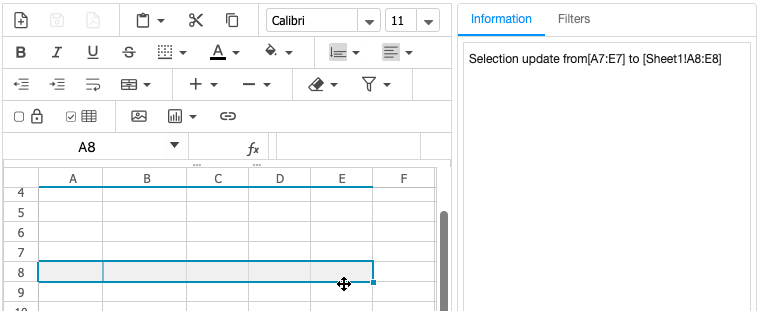 Calibri 11
B I U S A
A8 fx
A B C D E F
4
5
6
7
8
9
10
Information Filters
Selection update from[A7:E7] to [Sheet1!A8:E8]